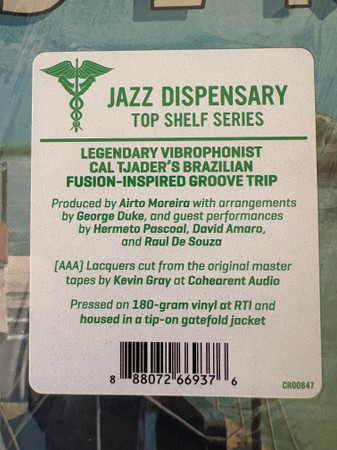 JAZZ DISPENSARY
TOP SHELF SERIES
LEGENDARY VIBROPHONIST
CAL TJADER'S BRAZILIAN
FUSION-INSPIRED GROOVE TRIP
Produced by Airto Moreira with arrangements
by George Duke, and guest performances
by Hermeto Pascoal, David Amaro,
and Raul De Souza
(AAA) Lacquers cut from the original master
tapes by Kevin Gray at Cohearent Audio
Pressed on 180-gram vinyl at RTI and
housed in a tip-on gatefold jacket
8 88072 66937 6
CR00847